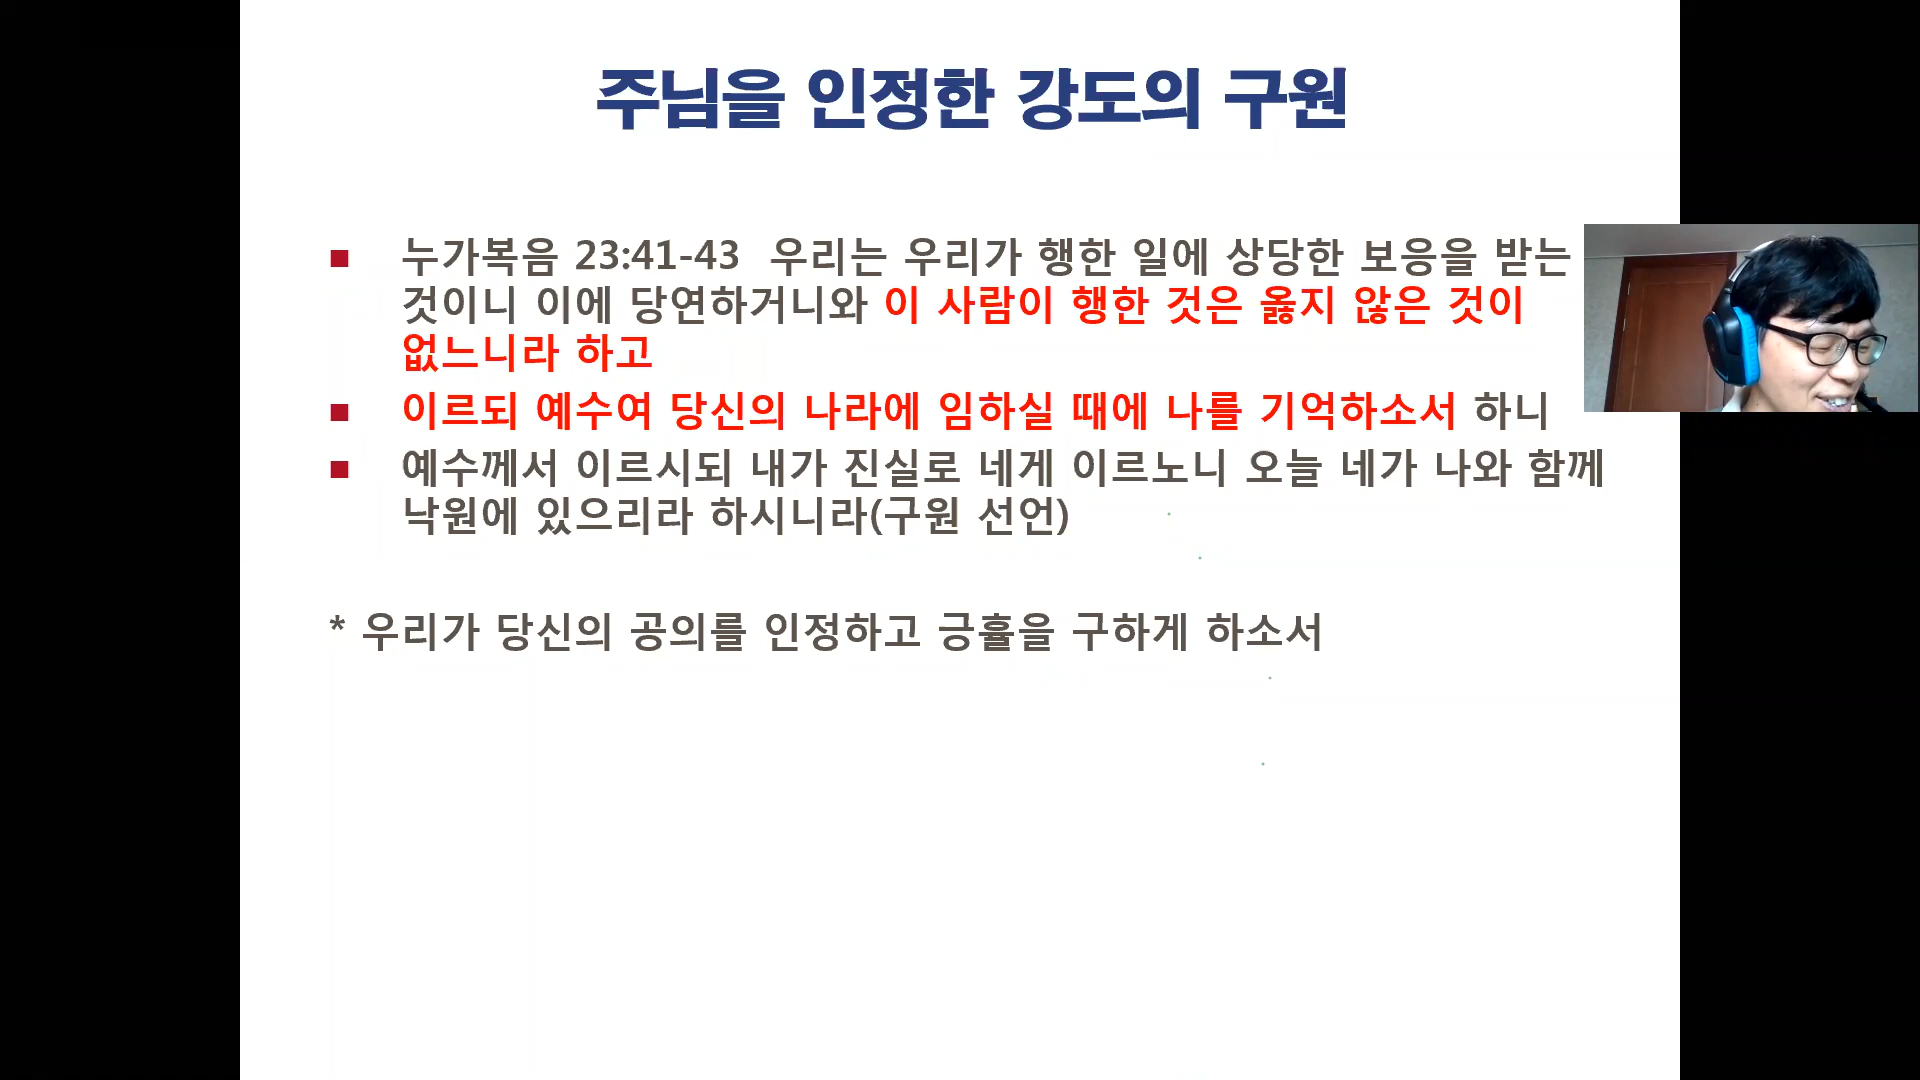 주님을 인정한 강도의 구원
■ 누가복음 23:41-43 우리는 우리가 행한 일에 상당한 보응을 받는
것이니 이에 당연하거니와 이 사람이 행한 것은 옳지 않은 것이
없느니라 하고
■ 이르되 예수여 당신의 나라에 임하실 때에 나를 기억하소서 하니
■ 예수께서 이르시되 내가 진실로 네게 이르노니 오늘 네가 나와 함께
낙원에 있으리라 하시니라(구원 선언)
* 우리가 당신의 공의를 인정하고 긍휼을 구하게 하소서